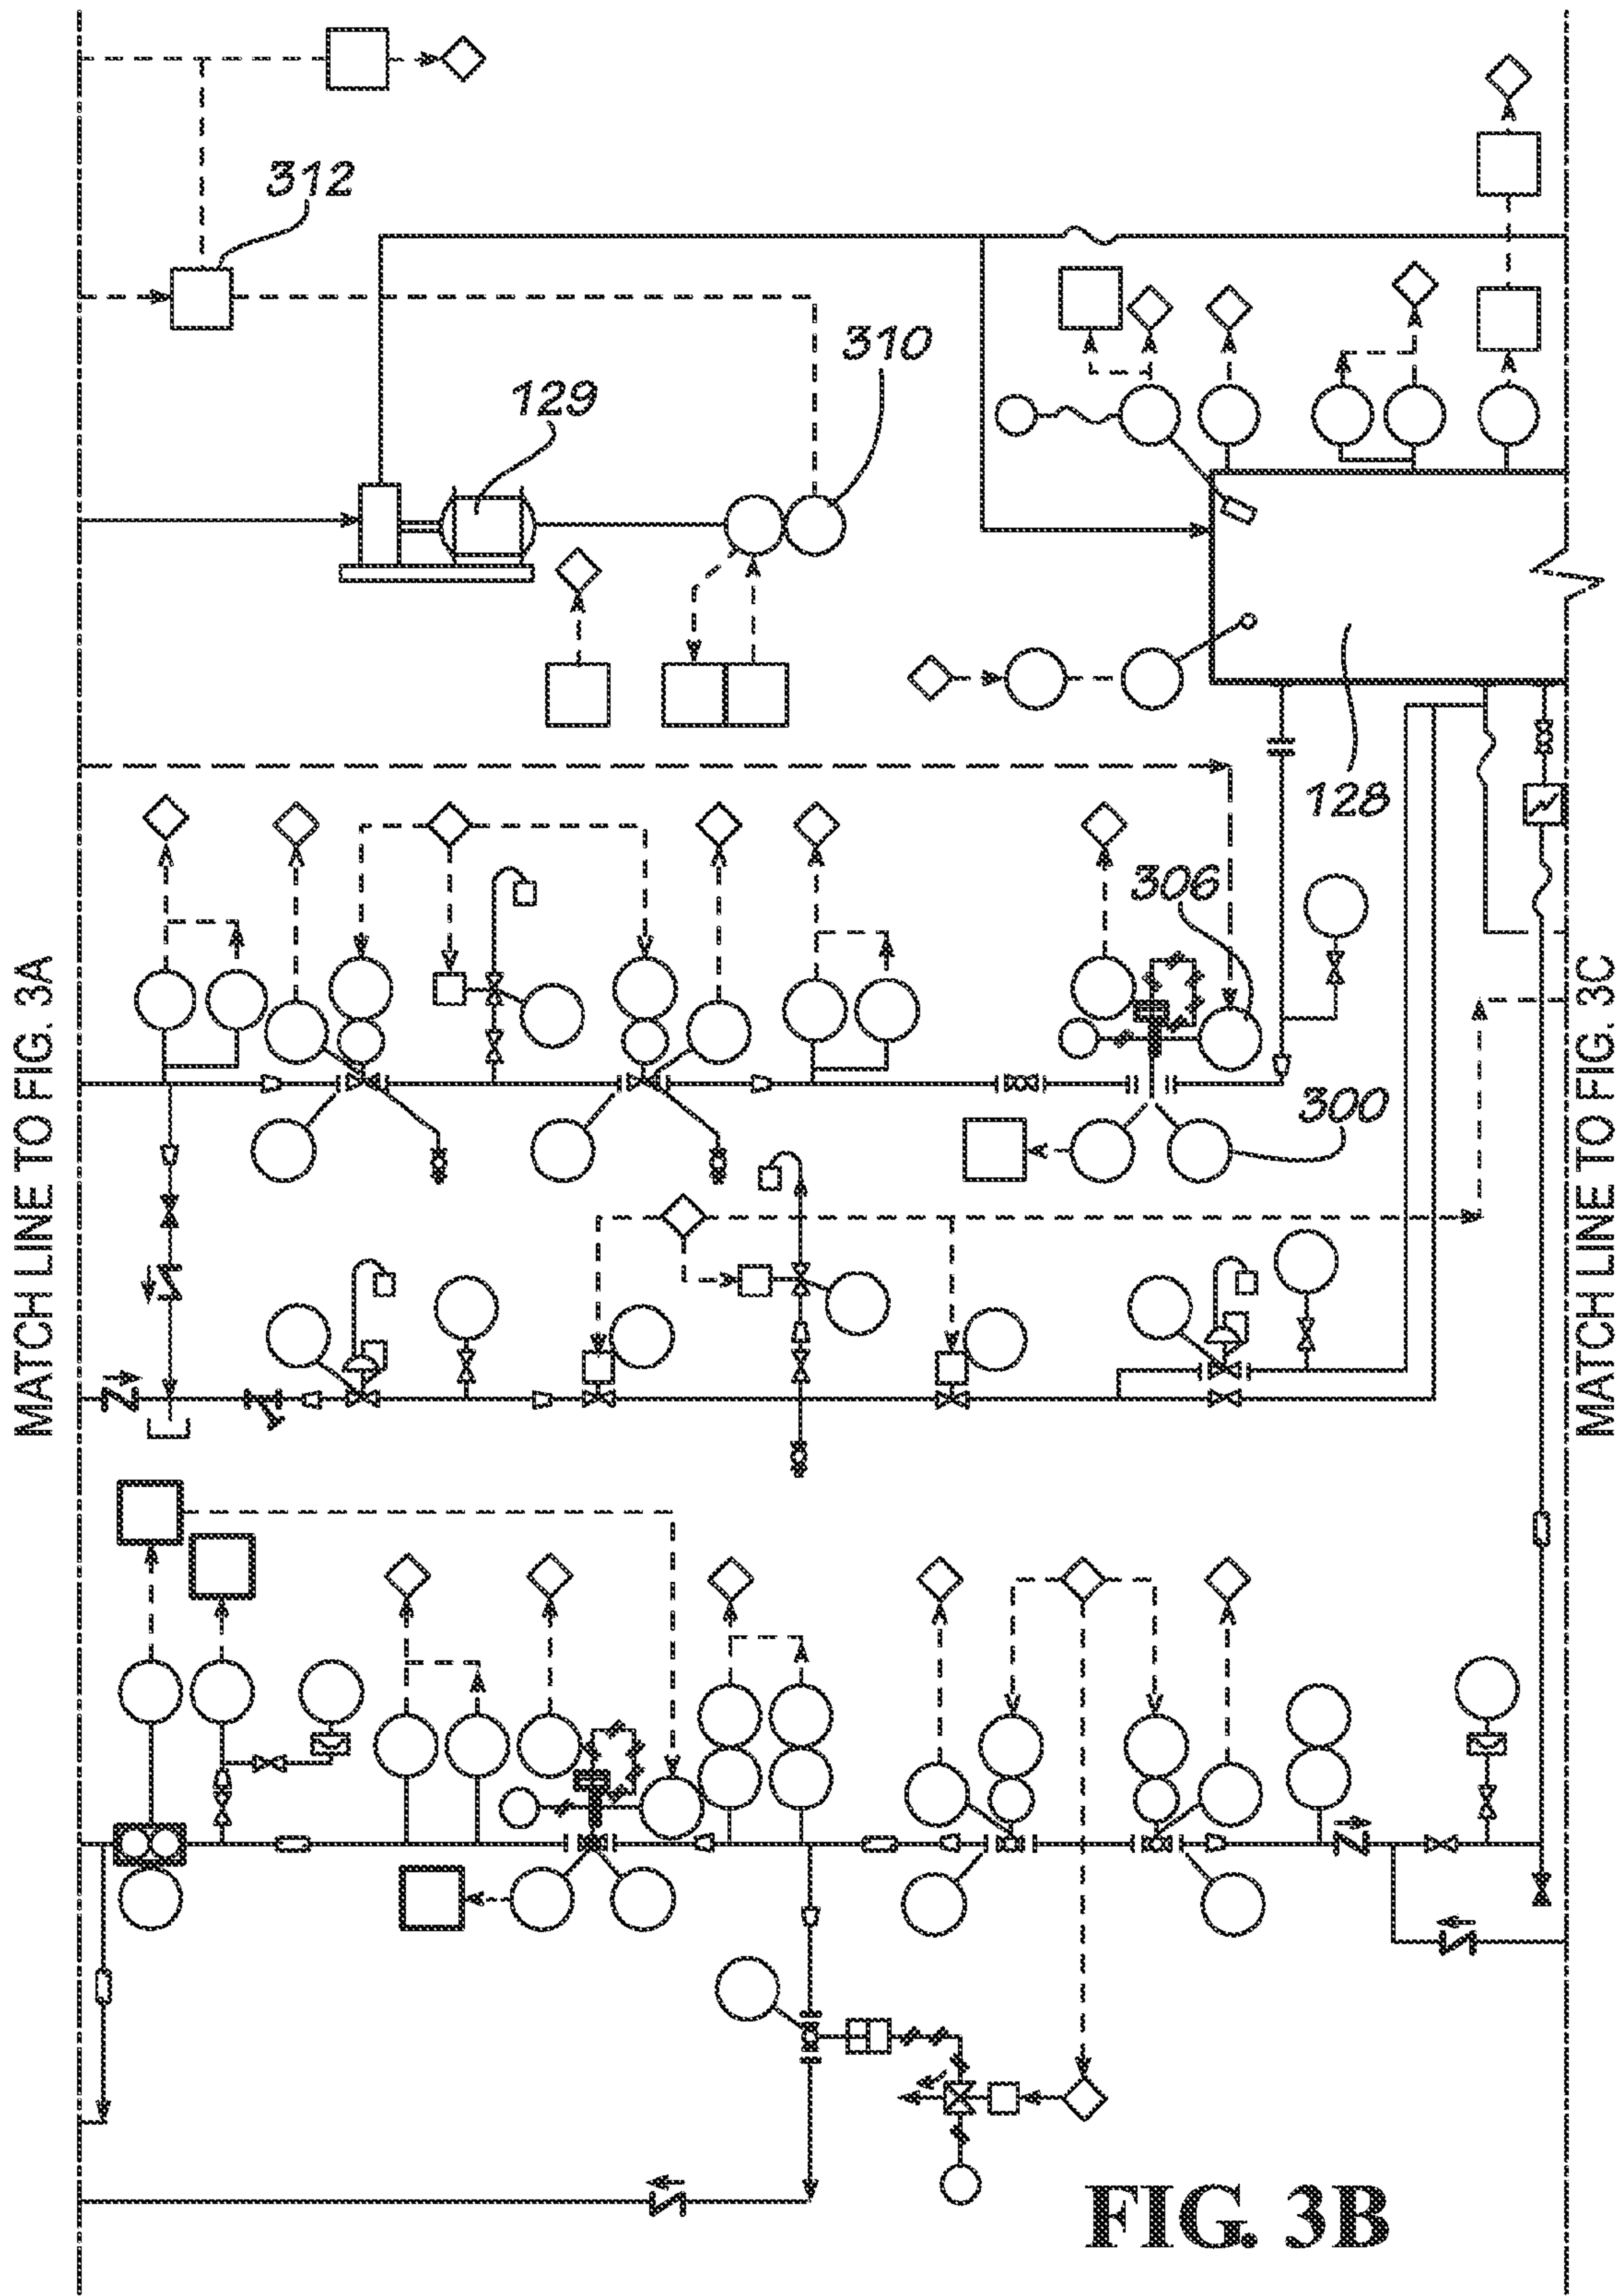 312
310
129
128
306
300
MATCH LINE TO FIG. 3A
MATCH LINE TO FIG. 3C
FIG. 3B